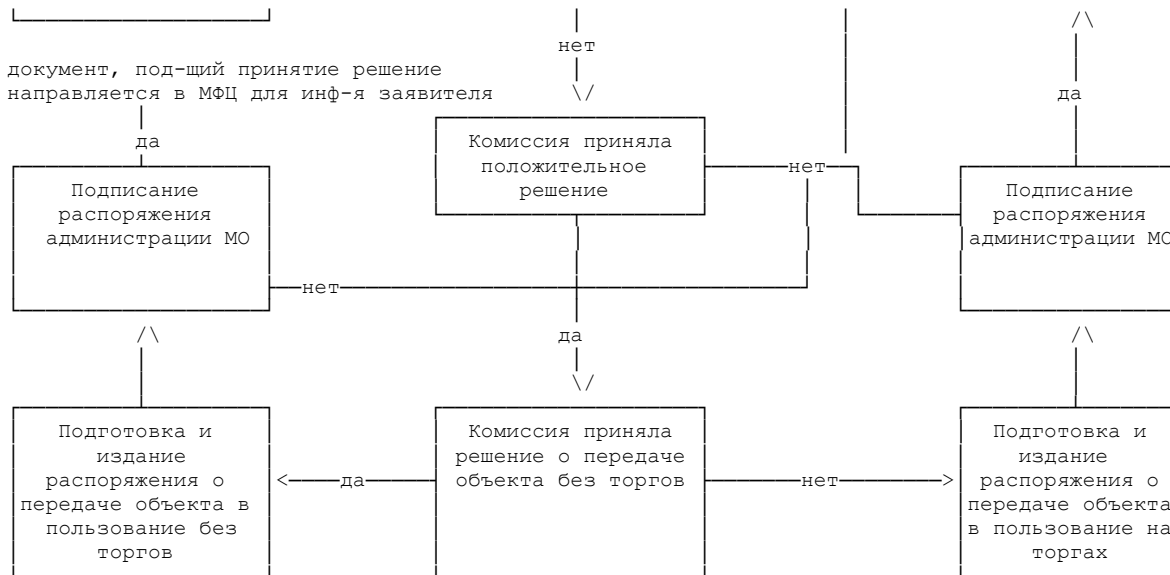 нет
документ, под-щий принятие решение
направляется в МФЦ для инф-я заявителя
да
да
Комиссия приняла
положительное
решение
нет
Подписание
распоряжения
администрации МО
Подписание
распоряжения
администрации МО
нет
да
Подготовка и
издание
распоряжения о
передаче объекта в
пользование без
торгов
да
Комиссия приняла
решение о передаче
объекта без торгов
нет
Подготовка и
издание
распоряжения о
передаче объекта
в пользование на
торгах